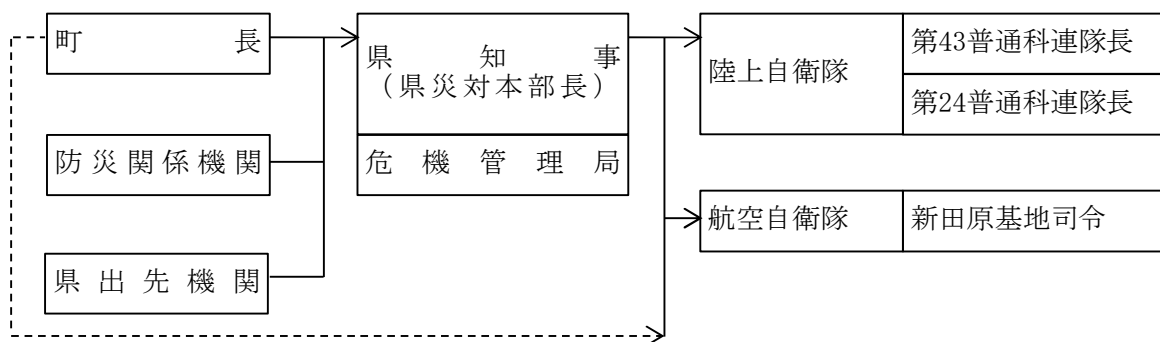 町長
県知事
(県災対本部長)
危機管理局
防災関係機関
県出先機関
陸上自衛隊
第43普通科連隊長
第24普通科連隊長
航空自衛隊
新田原基地司令